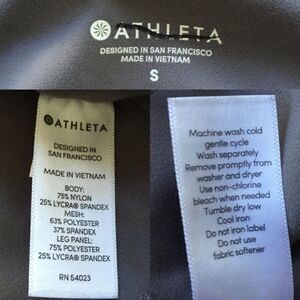 ATHLETA
DESIGNED IN SAN FRANCISCO
MADE IN VIETNAM
S
ATHLETA
DESIGNED IN
SAN FRANCISCO
MADE IN VIETNAM
BODY:
75% NYLON
25% LYCRA® SPANDEX
MESH:
63% POLYESTER
37% SPANDEX
LEG PANEL:
75% POLYESTER
25% LYCRA® SPANDEX
RN 54023
Machine wash cold
gentle cycle
Wash separately
Remove promptly from
washer and dryer
Use non-chlorine
bleach when needed
Tumble dry low
Cool iron
Do not iron label
Do not use
fabric softener